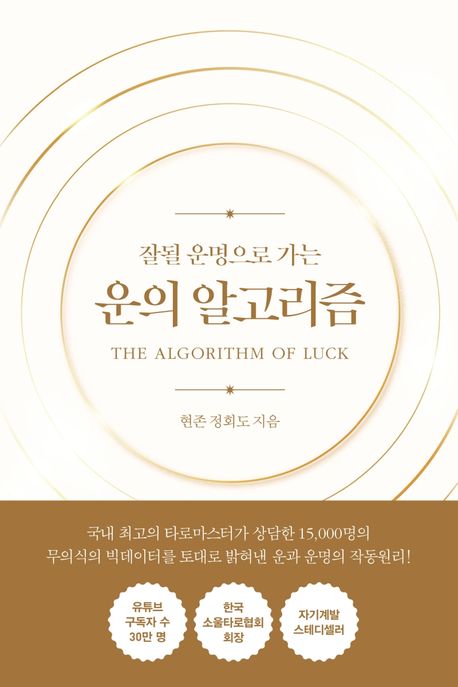 잘될 운명으로 가는
운의 알고리즘
THE ALGORITHM OF LUCK
현존 정회도 지음
국내 최고의 타로마스터가 상담한 15,000명의
무의식의 빅데이터를 토대로 밝혀낸 운과 운명의 작동원리!
유튜브
구독자 수
30만 명
한국
소울타로협회
회장
자기계발
스테디셀러